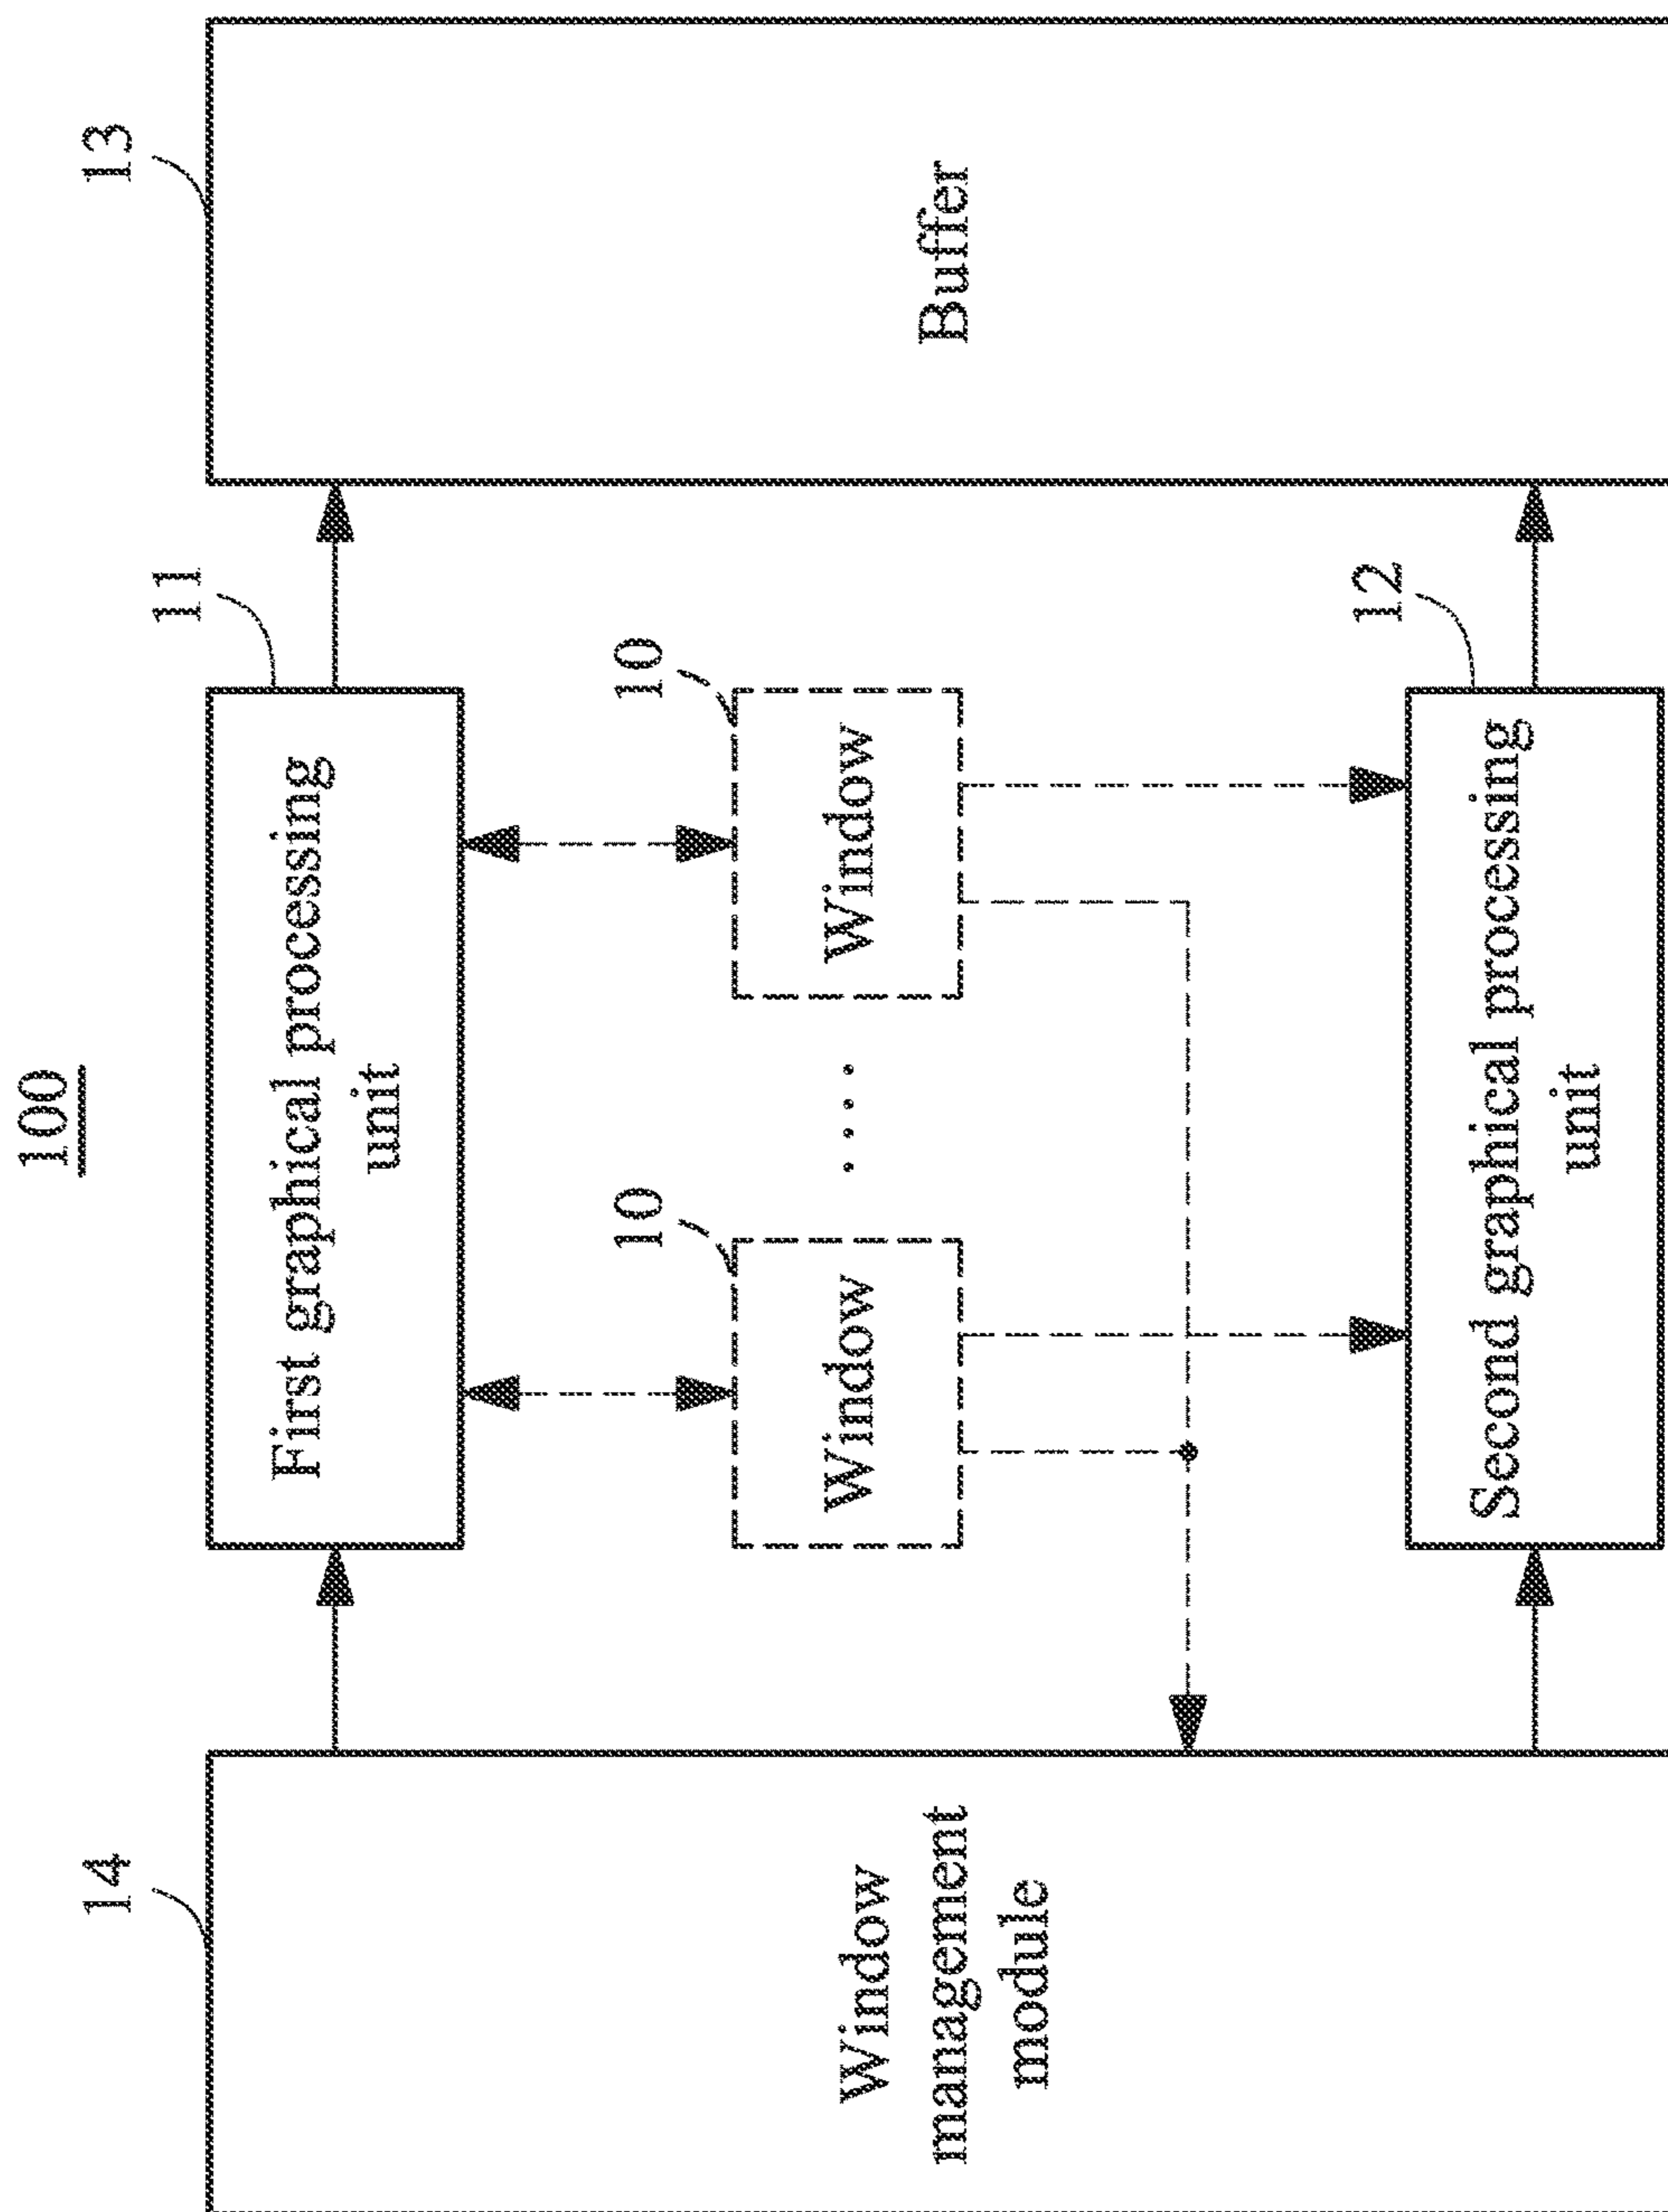 100
14
Window
management
module
11
First graphical processing
unit
10
Window
10
Window
12
Second graphical processing
unit
13
Buffer